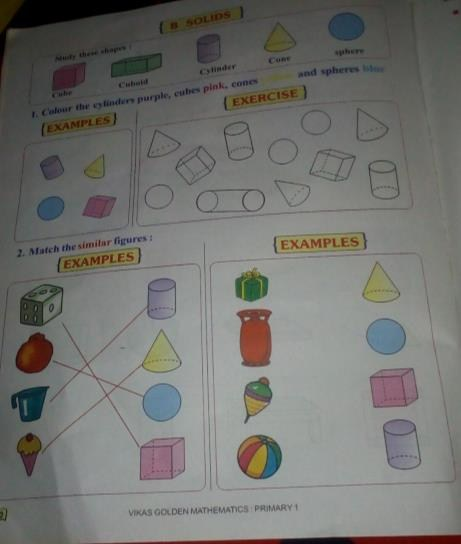 B SOLIDS
Study these shapes :
Cube
Cuboid
Cylinder
Cone
sphere
1. Colour the cylinders purple, cubes pink, cones yellow and spheres blue
EXAMPLES
EXERCISE
2. Match the similar figures :
EXAMPLES
EXAMPLES
VIKAS GOLDEN MATHEMATICS : PRIMARY 1